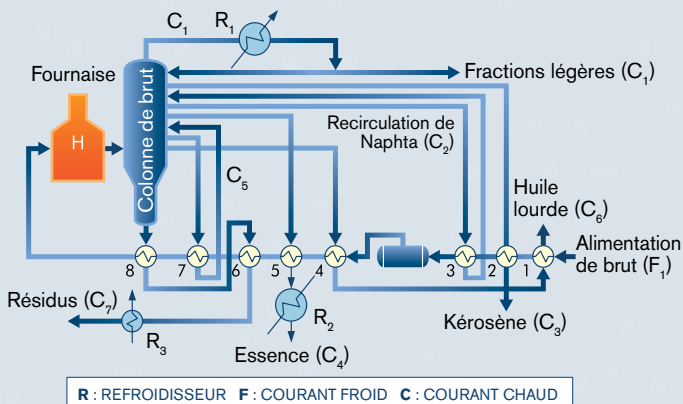 C₁
R₁
Fournaise
H
Colonne de brut
Fractions légères (C₁)
Recirculation de
Naphta (C₂)
C₅
Huile
lourde (C₆)
Alimentation
de brut (F₁)
8
7
6
5
4
3
2
1
Résidus (C₇)
R₃
R₂
Essence (C₄)
Kérosène (C₃)
R : REFROIDISSEUR F : COURANT FROID C : COURANT CHAUD